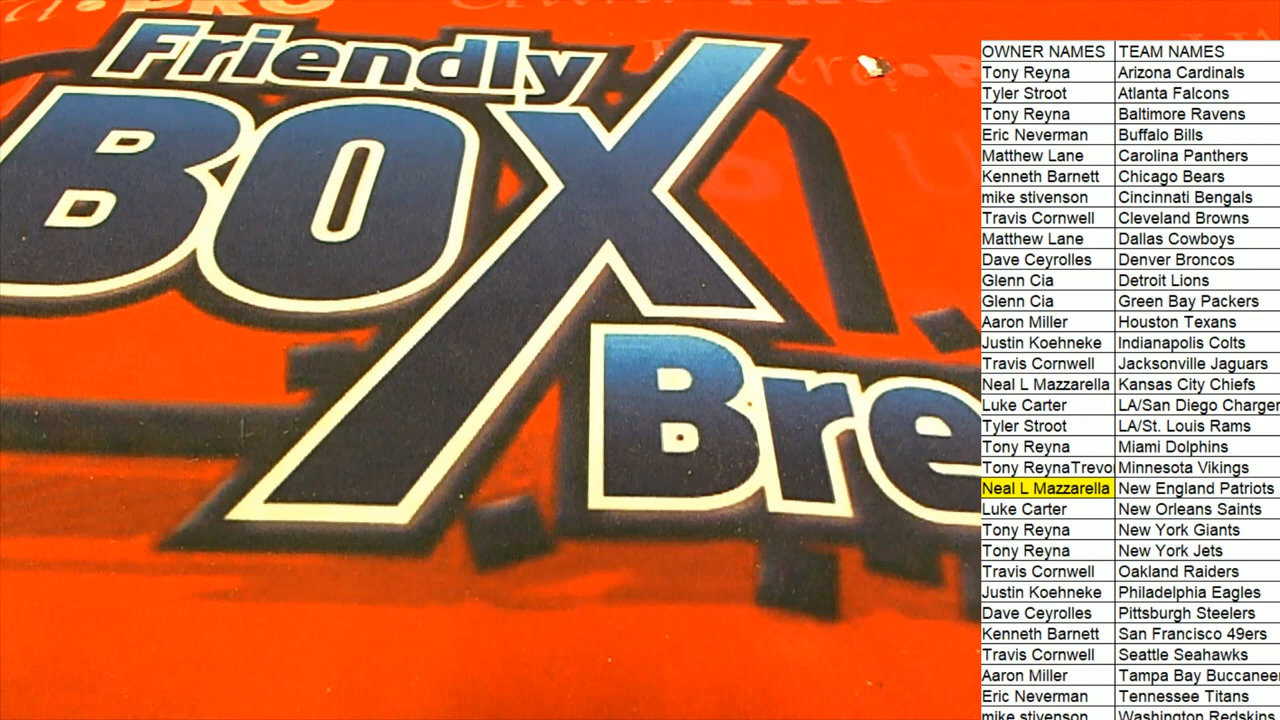 Friendly
BOX
Bre
OWNER NAMES TEAM NAMES
Tony Reyna Arizona Cardinals
Tyler Stroot Atlanta Falcons
Tony Reyna Baltimore Ravens
Eric Neverman Buffalo Bills
Matthew Lane Carolina Panthers
Kenneth Barnett Chicago Bears
mike stivenson Cincinnati Bengals
Travis Cornwell Cleveland Browns
Matthew Lane Dallas Cowboys
Dave Ceyrolles Denver Broncos
Glenn Cia Detroit Lions
Glenn Cia Green Bay Packers
Aaron Miller Houston Texans
Justin Koehneke Indianapolis Colts
Travis Cornwell Jacksonville Jaguars
Neal L Mazzarella Kansas City Chiefs
Luke Carter LA/San Diego Charger
Tyler Stroot LA/St. Louis Rams
Tony Reyna Miami Dolphins
Tony ReynaTrevor Minnesota Vikings
Neal L Mazzarella New England Patriots
Luke Carter New Orleans Saints
Tony Reyna New York Giants
Tony Reyna New York Jets
Travis Cornwell Oakland Raiders
Justin Koehneke Philadelphia Eagles
Dave Ceyrolles Pittsburgh Steelers
Kenneth Barnett San Francisco 49ers
Travis Cornwell Seattle Seahawks
Aaron Miller Tampa Bay Buccaneer
Eric Neverman Tennessee Titans
mike stivenson Washington Redskins